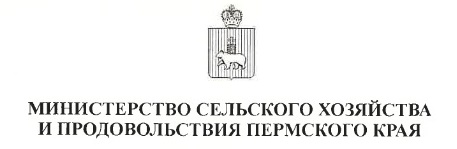 МИНИСТЕРСТВО СЕЛЬСКОГО ХОЗЯЙСТВА
И ПРОДОВОЛЬСТВИЯ ПЕРМСКОГО КРАЯ